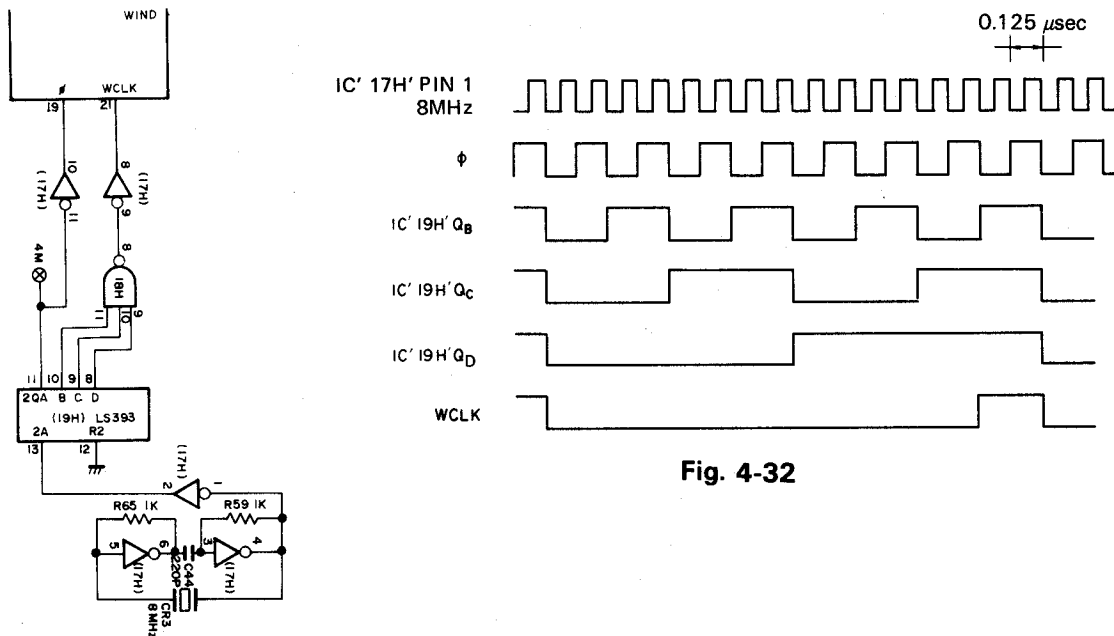 WIND
φ WCLK
19 21
10 8
(17H) (17H)
11 9
4M
8
18H
11 10 9
11 10 9 8
2QA B C D
(19H) LS393
2A R2
13 12
(17H)
2 1
R65 1K R59 1K
5 6 3 4
(17H) C44 220P (17H)
CR3
8MHz
0.125 μsec
IC' 17H' PIN 1
8MHz
φ
IC' 19H' QB
IC' 19H' QC
IC' 19H' QD
WCLK
Fig. 4-32